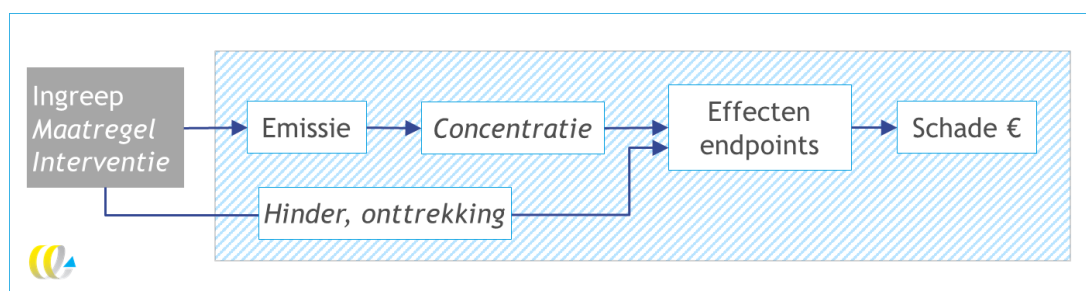 Ingreep
Maatregel
Interventie
Emissie
Concentratie
Effecten
endpoints
Schade €
Hinder, onttrekking